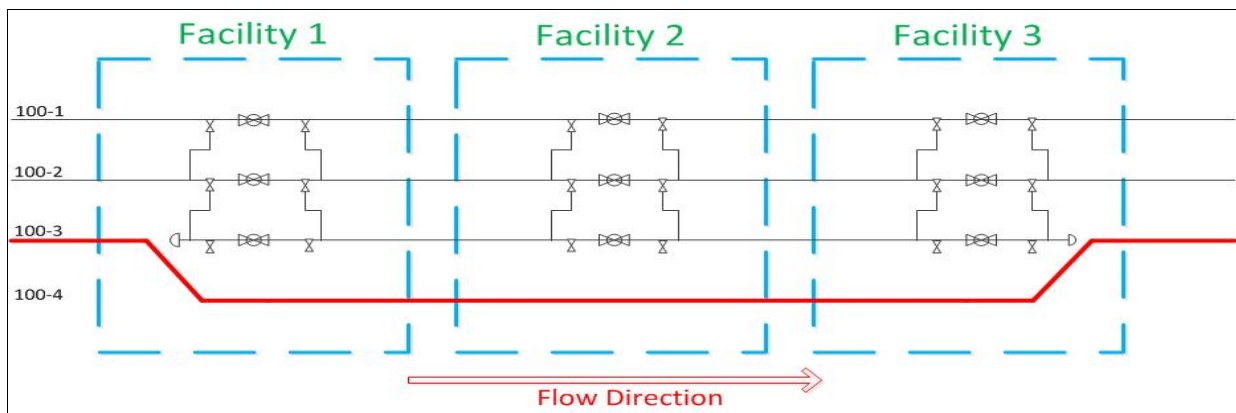 Facility 1
Facility 2
Facility 3
100-1
100-2
100-3
100-4
Flow Direction